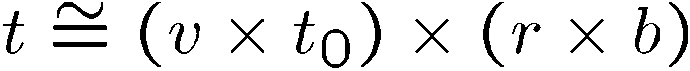 t ≅ (v × t₀) × (r × b)